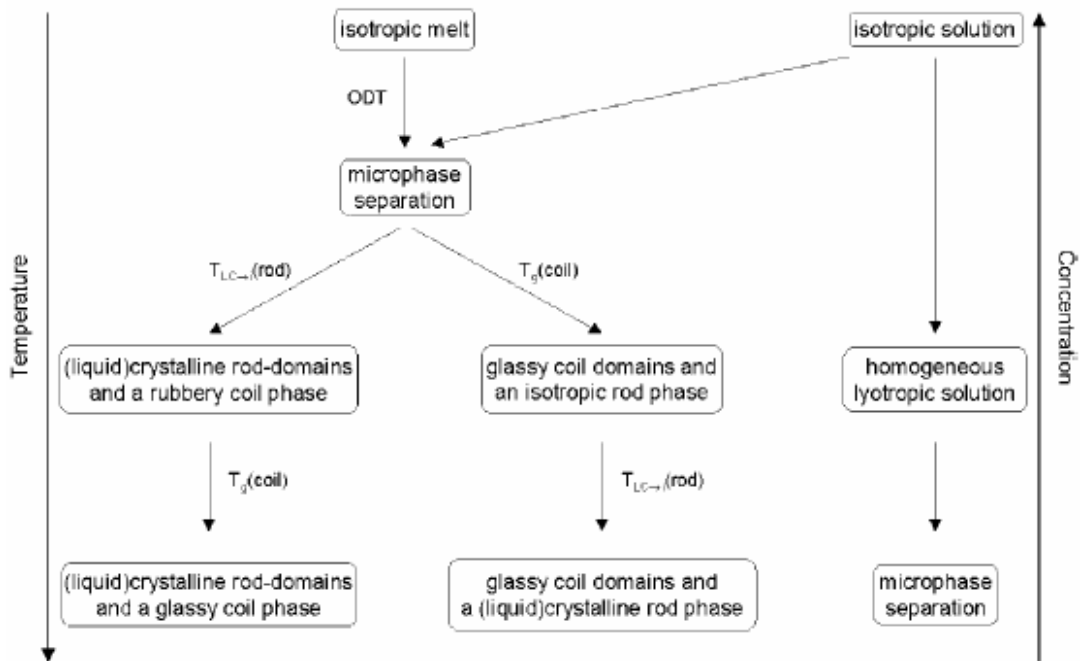 isotropic melt
isotropic solution
ODT
microphase
separation
T_LC→i(rod)
T_g(coil)
Temperature
Concentration
(liquid)crystalline rod-domains
and a rubbery coil phase
glassy coil domains and
an isotropic rod phase
homogeneous
lyotropic solution
T_g(coil)
T_LC→i(rod)
(liquid)crystalline rod-domains
and a glassy coil phase
glassy coil domains and
a (liquid)crystalline rod phase
microphase
separation